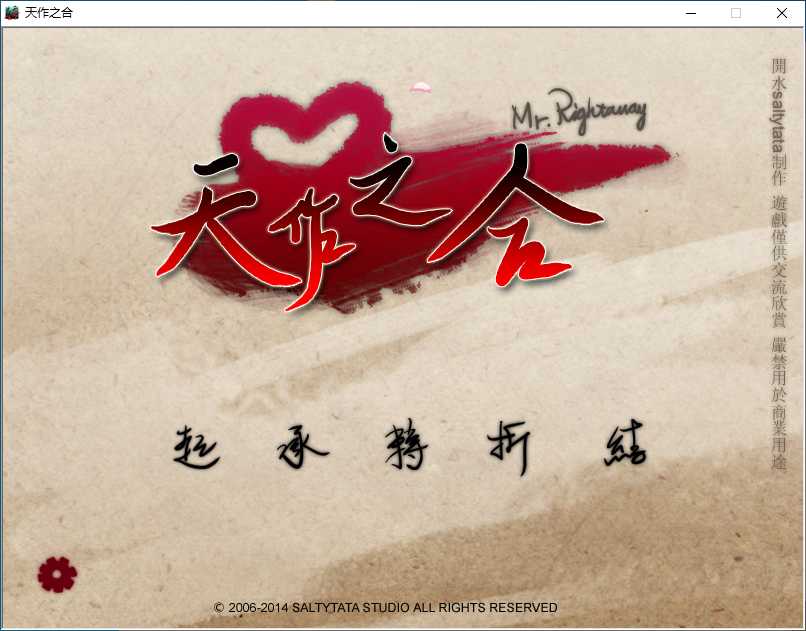 天作之合
Mr. Rightaway
天作之合
開水saltytata制作 遊戲僅供交流欣賞 嚴禁用於商業用途
起 承 轉 折 結
© 2006-2014 SALTYTATA STUDIO ALL RIGHTS RESERVED